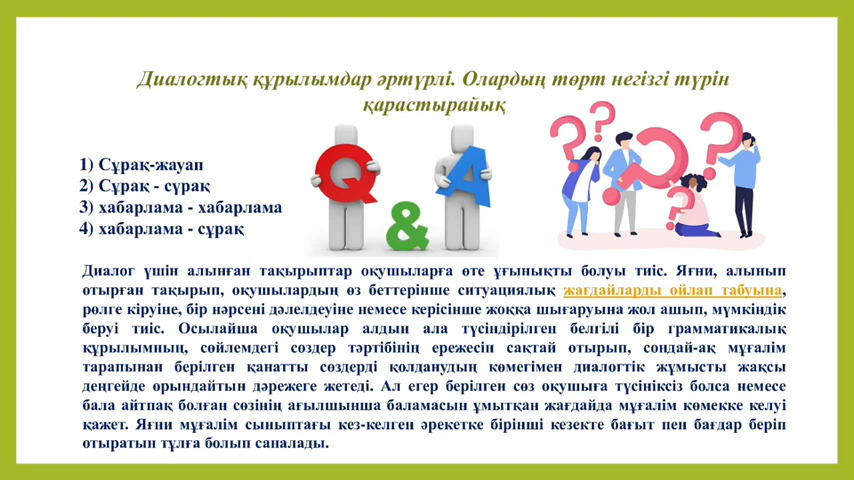 Диалогтық құрылымдар әртүрлі. Олардың төрт негізгі түрін
қарастырайық
1) Сұрақ-жауап
2) Сұрақ - сүрақ
3) хабарлама - хабарлама
4) хабарлама - сұрақ
Q & A
Диалог үшін алынған тақырыптар оқушыларға өте ұғынықты болуы тиіс. Яғни, алынып
отырған тақырып, оқушылардың өз беттерінше ситуациялық жағдайларды ойлап табуына,
рөлге кіруіне, бір нәрсені дәлелдеуіне немесе керісінше жоққа шығаруына жол ашып, мүмкіндік
беруі тиіс. Осылайша оқушылар алдын ала түсіндірілген белгілі бір грамматикалық
құрылымның, сөйлемдегі сөздер тәртібінің ережесін сақтай отырып, сондай-ақ мұғалім
тарапынан берілген қанатты сөздерді қолданудың көмегімен диалогтік жұмысты жақсы
деңгейде орындайтын дәрежеге жетеді. Ал егер берілген сөз оқушыға түсініксіз болса немесе
бала айтпақ болған сөзінің ағылшынша баламасын ұмытқан жағдайда мұғалім көмекке келуі
қажет. Яғни мұғалім сыныптағы кез-келген әрекетке бірінші кезекте бағыт пен бағдар беріп
отыратын тұлға болып саналады.